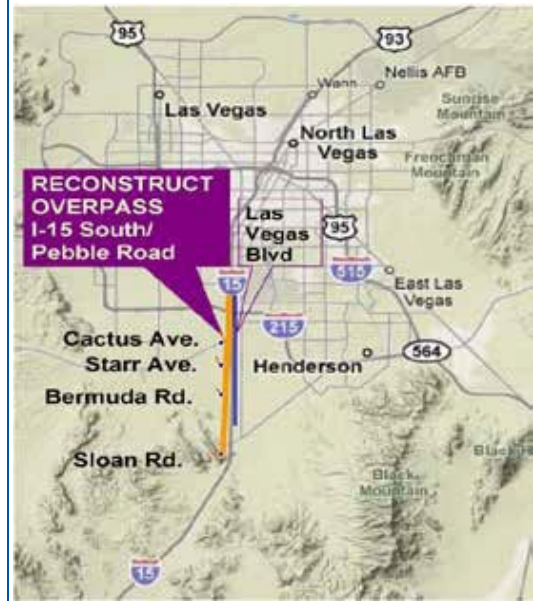 95
93
Nellis AFB
Wann
Las Vegas
Sunrise
Mountain
North Las
Vegas
Frenchman
Mountain
RECONSTRUCT
OVERPASS
I-15 South/
Pebble Road
Las
Vegas
Blvd
95
515
15
East Las
Vegas
215
Cactus Ave.
Starr Ave.
Henderson
564
Bermuda Rd.
Sloan Rd.
Black
Mountain
Black
15